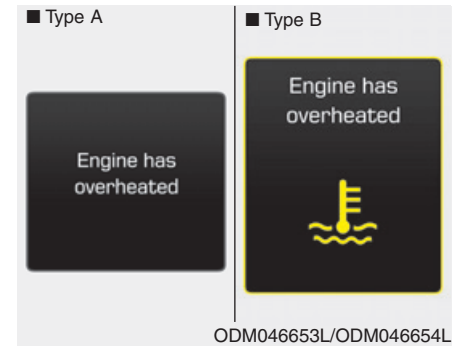 ■ Type A
Engine has
overheated
■ Type B
Engine has
overheated
ODM046653L/ODM046654L